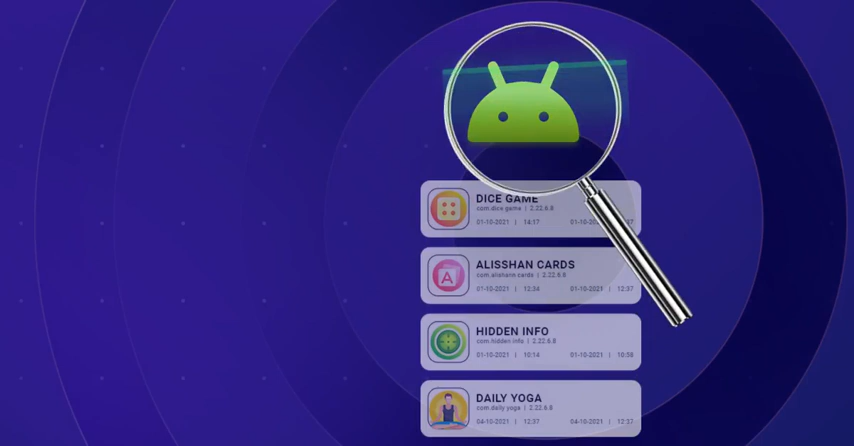 DICE GAME
com.dice game | 2.22.6.8
01-10-2021 | 14:17
ALISSHAN CARDS
com.alishavn cards | 2.22.6.8
01-10-2021 | 12:34 01-10-2021 | 12:37
HIDDEN INFO
com.hidden info | 2.22.6.8
01-10-2021 | 10:14 01-10-2021 | 10:58
DAILY YOGA
com.daily yoga | 2.22.6.8
04-10-2021 | 12:37 04-10-2021 | 12:37